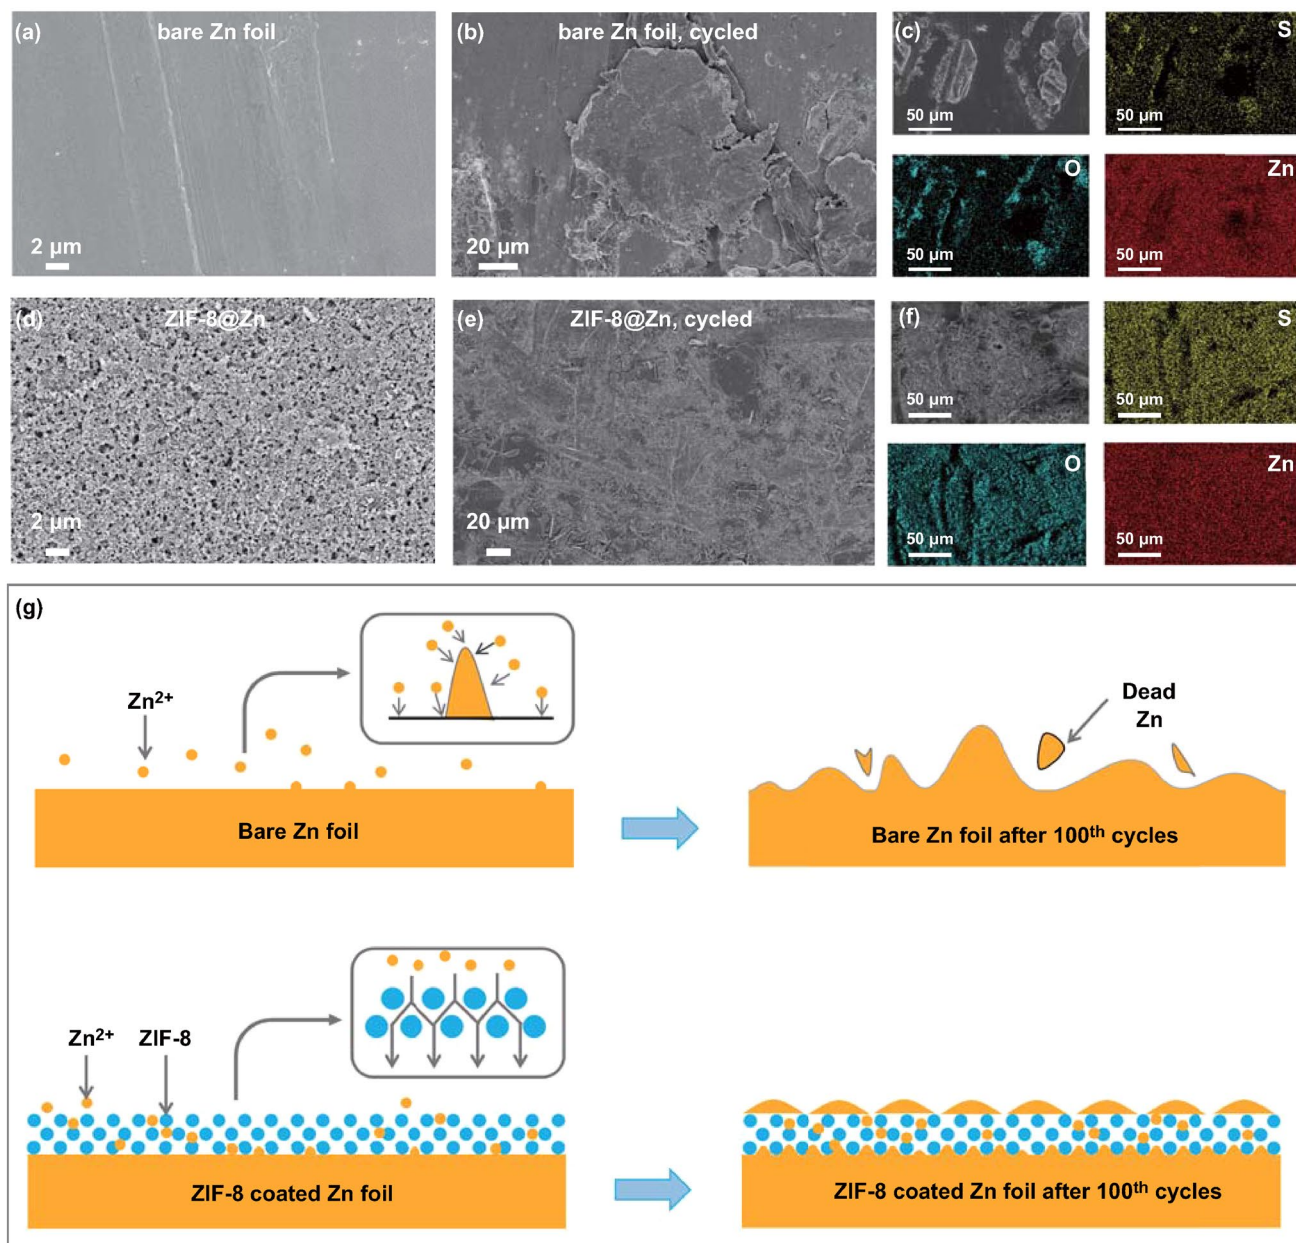 (a) bare Zn foil
2 µm
(b) bare Zn foil, cycled
20 µm
(c)
50 µm
S
50 µm
O
50 µm
Zn
50 µm
(d) ZIF-8@Zn
2 µm
(e) ZIF-8@Zn, cycled
20 µm
(f)
50 µm
S
50 µm
O
50 µm
Zn
50 µm
(g)
Zn²⁺
Bare Zn foil
Dead
Zn
Bare Zn foil after 100ᵗʰ cycles
Zn²⁺ ZIF-8
ZIF-8 coated Zn foil
ZIF-8 coated Zn foil after 100ᵗʰ cycles